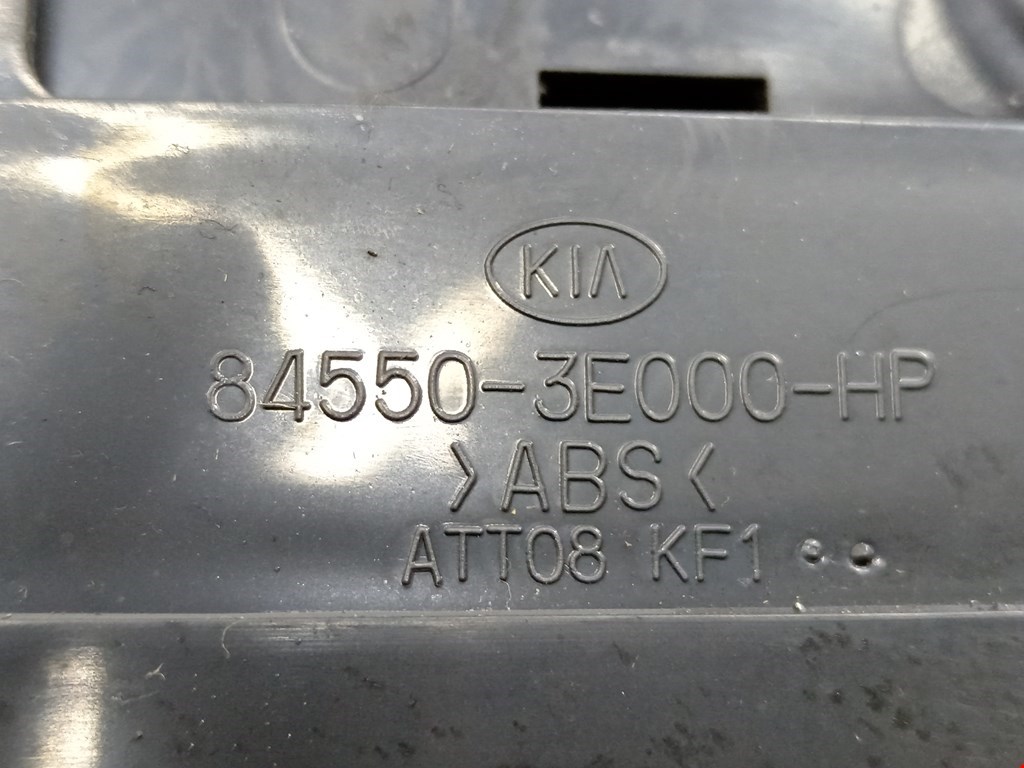 KIA
84550-3E000-HP
>ABS<
ATT08 KF1